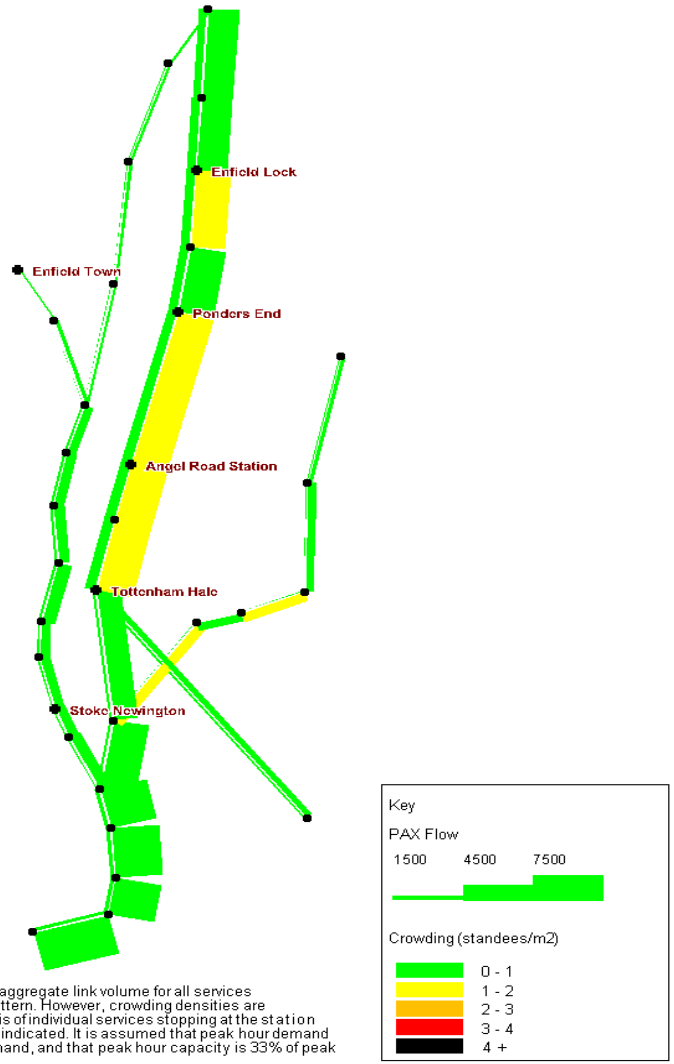 Enfield Lock
Enfield Town
Ponders End
Angel Road Station
Tottenham Hale
Stoke Newington
Key
PAX Flow
1500 4500 7500
Crowding (standees/m2)
0 - 1
1 - 2
2 - 3
3 - 4
4 +
aggregate link volume for all services
ttern. However, crowding densities are
is of individual services stopping at the station
indicated. It is assumed that peak hour demand
mand, and that peak hour capacity is 33% of peak